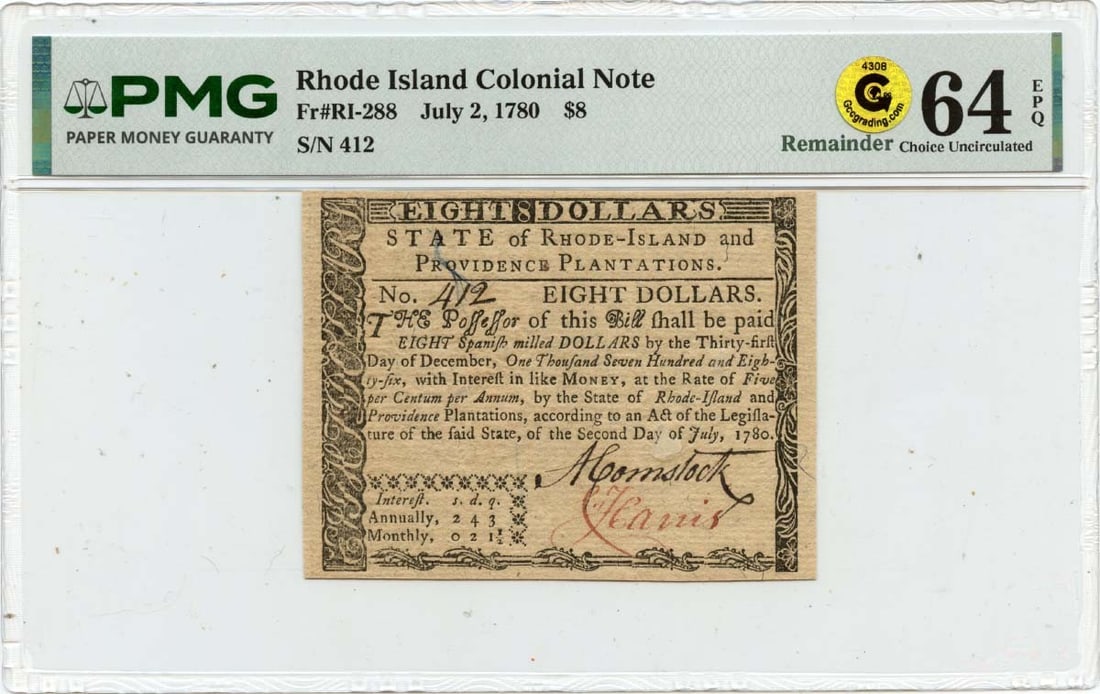 PMG
PAPER MONEY GUARANTY
Rhode Island Colonial Note
Fr#RI-288 July 2, 1780 $8
S/N 412
4308
G
Gccgrading.com
Remainder
64
EPQ
Choice Uncirculated
EIGHT 8 DOLLARS
STATE of RHODE-ISLAND and
PROVIDENCE PLANTATIONS.
No. 412 EIGHT DOLLARS.
THE Poſſeſſor of this Bill ſhall be paid
EIGHT Spaniſh milled DOLLARS by the Thirty-firſt
Day of December, One Thouſand Seven Hundred and Eigh-
ty-ſix, with Intereſt in like MONEY, at the Rate of Five
per Centum per Annum, by the State of Rhode-Iſland and
Providence Plantations, according to an Act of the Legiſla-
ture of the ſaid State, of the Second Day of July, 1780.
A Comstock
C Harris
Intereſt. s. d. q.
Annually, 2 4 3
Monthly, 0 2 1½